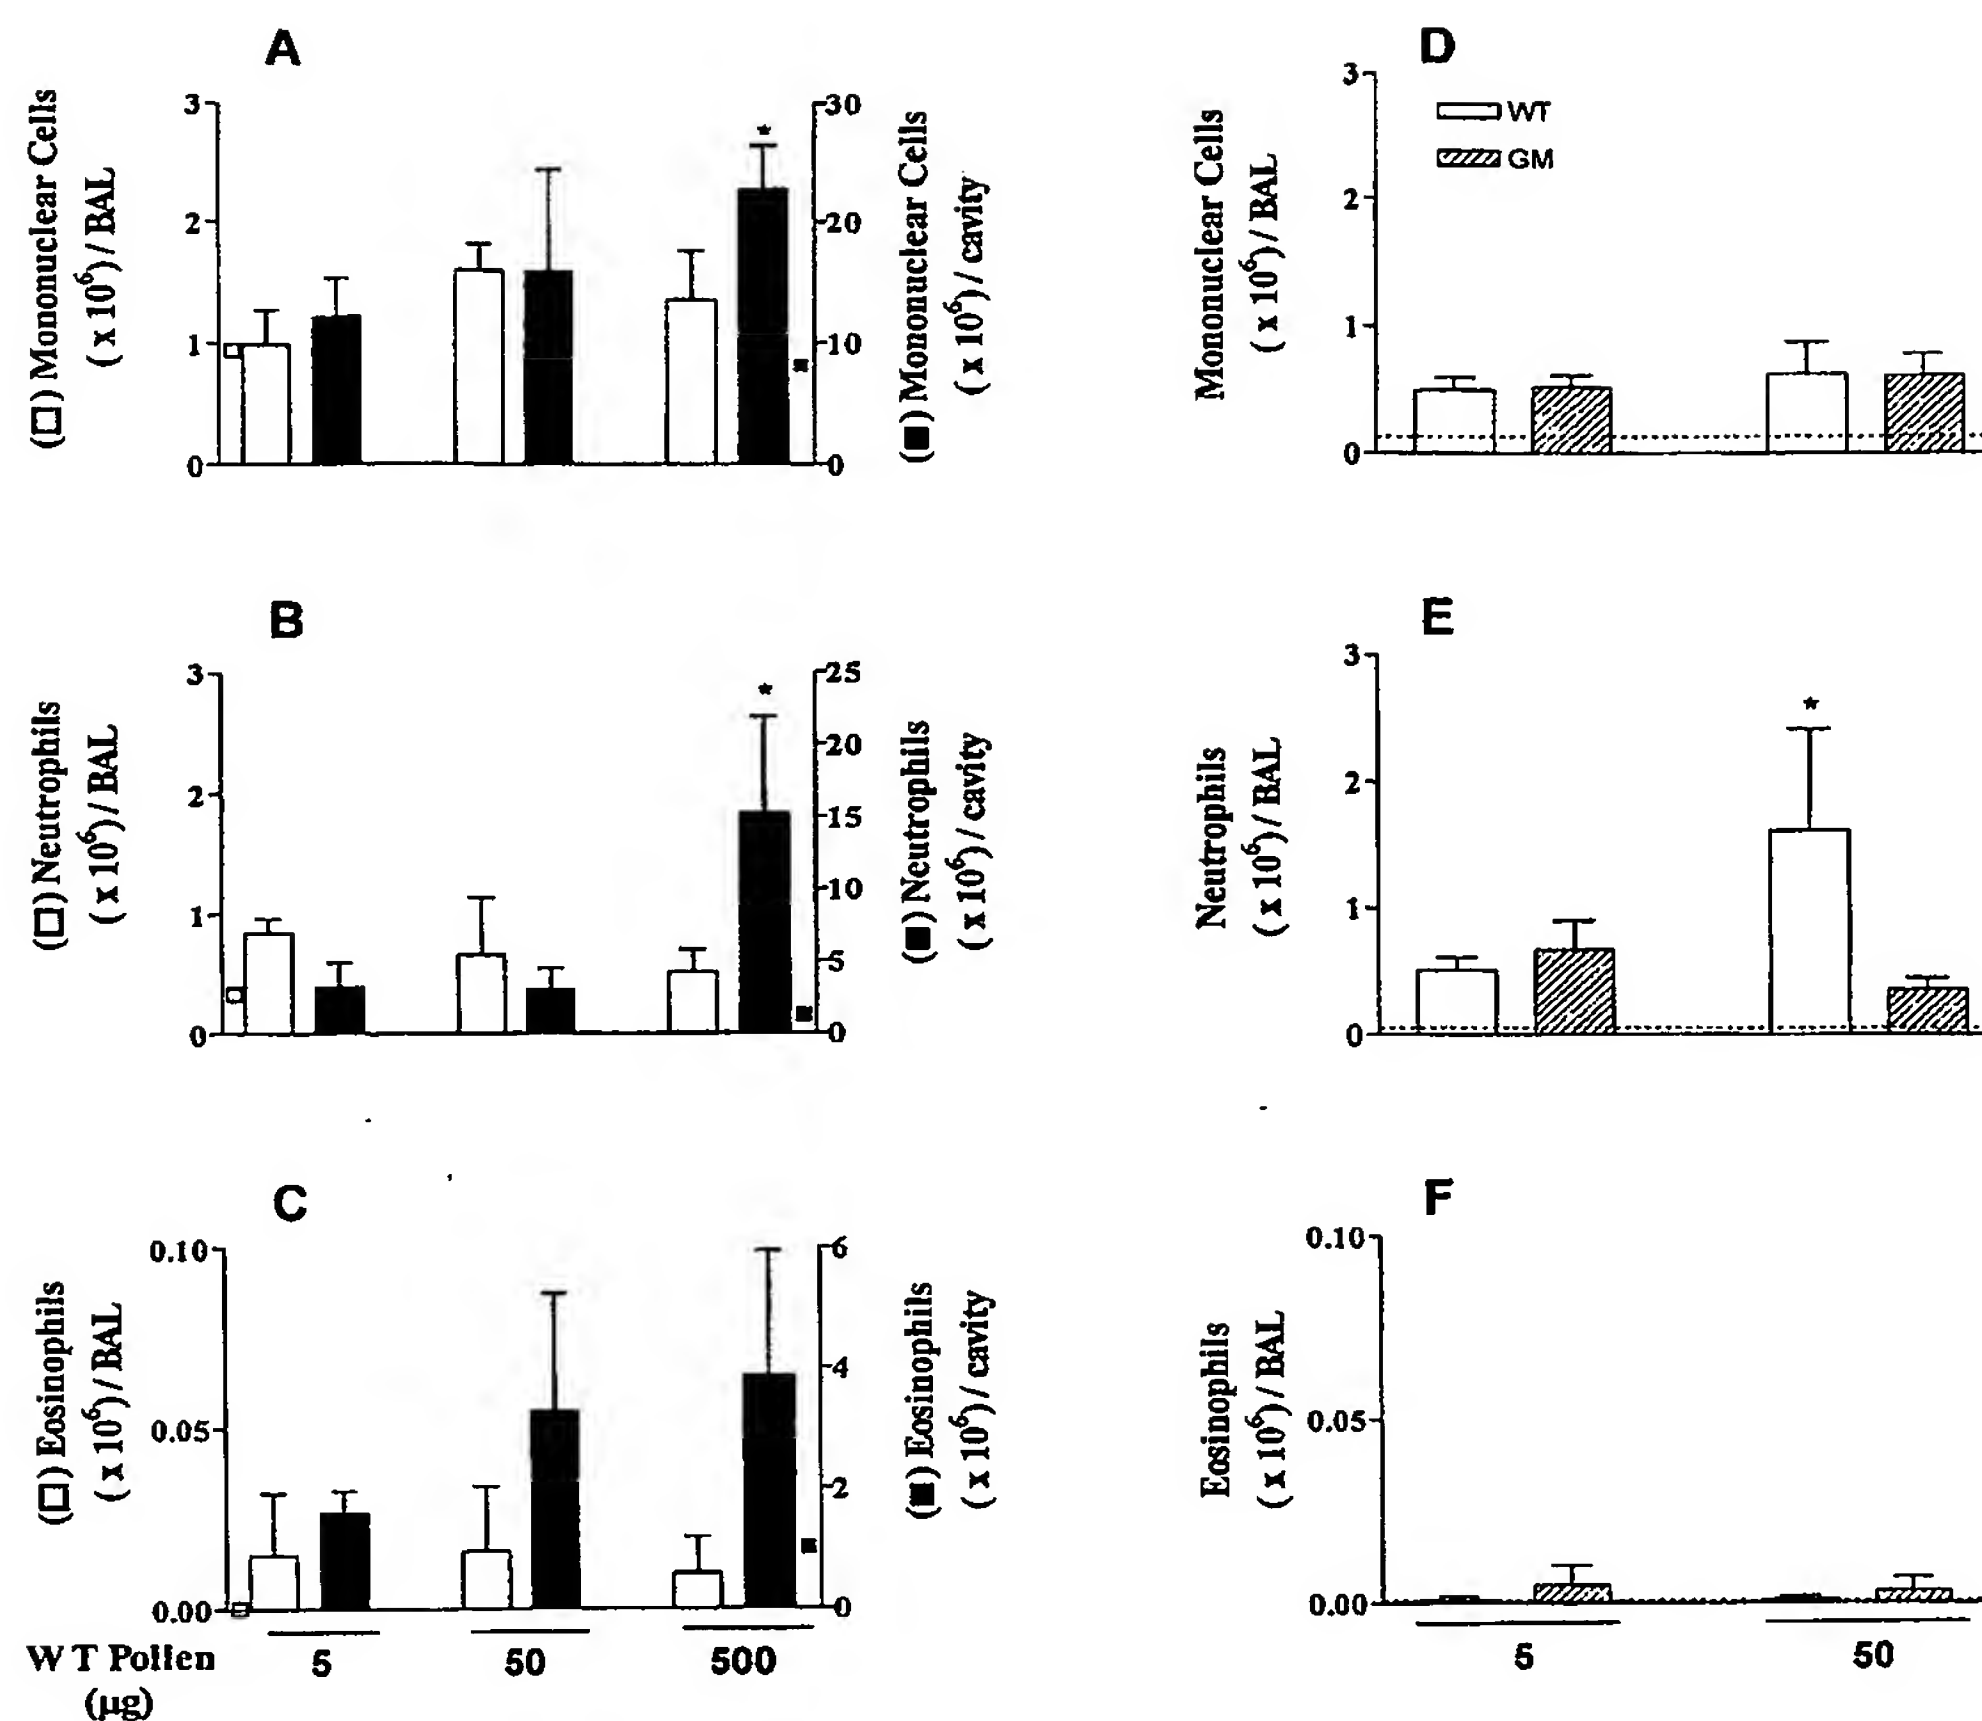 A
(□) Mononuclear Cells
( x 10⁶) / BAL
3
2
1
0
30
20
10
0
*
(■) Mononuclear Cells
( x 10⁶) / cavity
D
Mononuclear Cells
( x 10⁶) / BAL
3
2
1
0
WT
GM
B
(□) Neutrophils
( x 10⁶) / BAL
3
2
1
0
25
20
15
10
5
0
*
(■) Neutrophils
( x 10⁶) / cavity
E
Neutrophils
( x 10⁶) / BAL
3
2
1
0
*
C
(□) Eosinophils
( x 10⁶) / BAL
0.10
0.05
0.00
6
4
2
0
(■) Eosinophils
( x 10⁶) / cavity
WT Pollen
(µg)
5
50
500
F
Eosinophils
( x 10⁶) / BAL
0.10
0.05
0.00
5
50